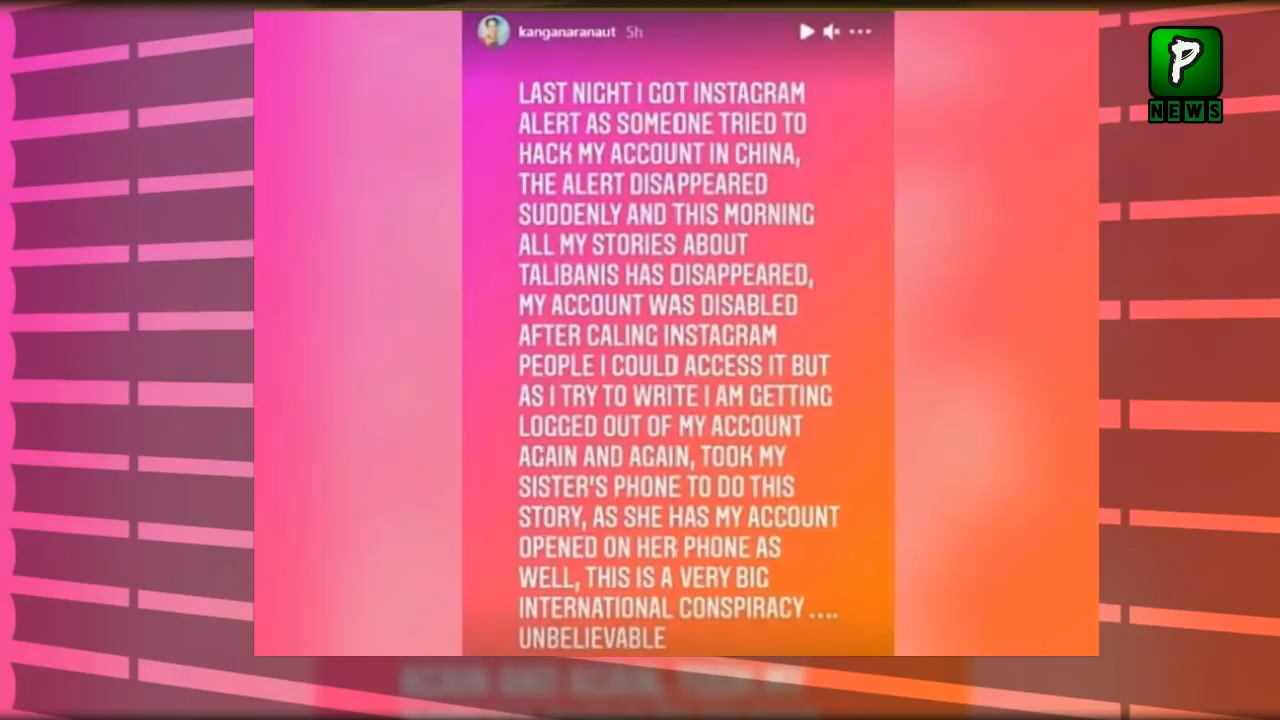 kanganaranaut 5h
LAST NIGHT I GOT INSTAGRAM
ALERT AS SOMEONE TRIED TO
HACK MY ACCOUNT IN CHINA,
THE ALERT DISAPPEARED
SUDDENLY AND THIS MORNING
ALL MY STORIES ABOUT
TALIBANIS HAS DISAPPEARED,
MY ACCOUNT WAS DISABLED
AFTER CALING INSTAGRAM
PEOPLE I COULD ACCESS IT BUT
AS I TRY TO WRITE I AM GETTING
LOGGED OUT OF MY ACCOUNT
AGAIN AND AGAIN, TOOK MY
SISTER'S PHONE TO DO THIS
STORY, AS SHE HAS MY ACCOUNT
OPENED ON HER PHONE AS
WELL, THIS IS A VERY BIG
INTERNATIONAL CONSPIRACY ....
UNBELIEVABLE
P
NEWS